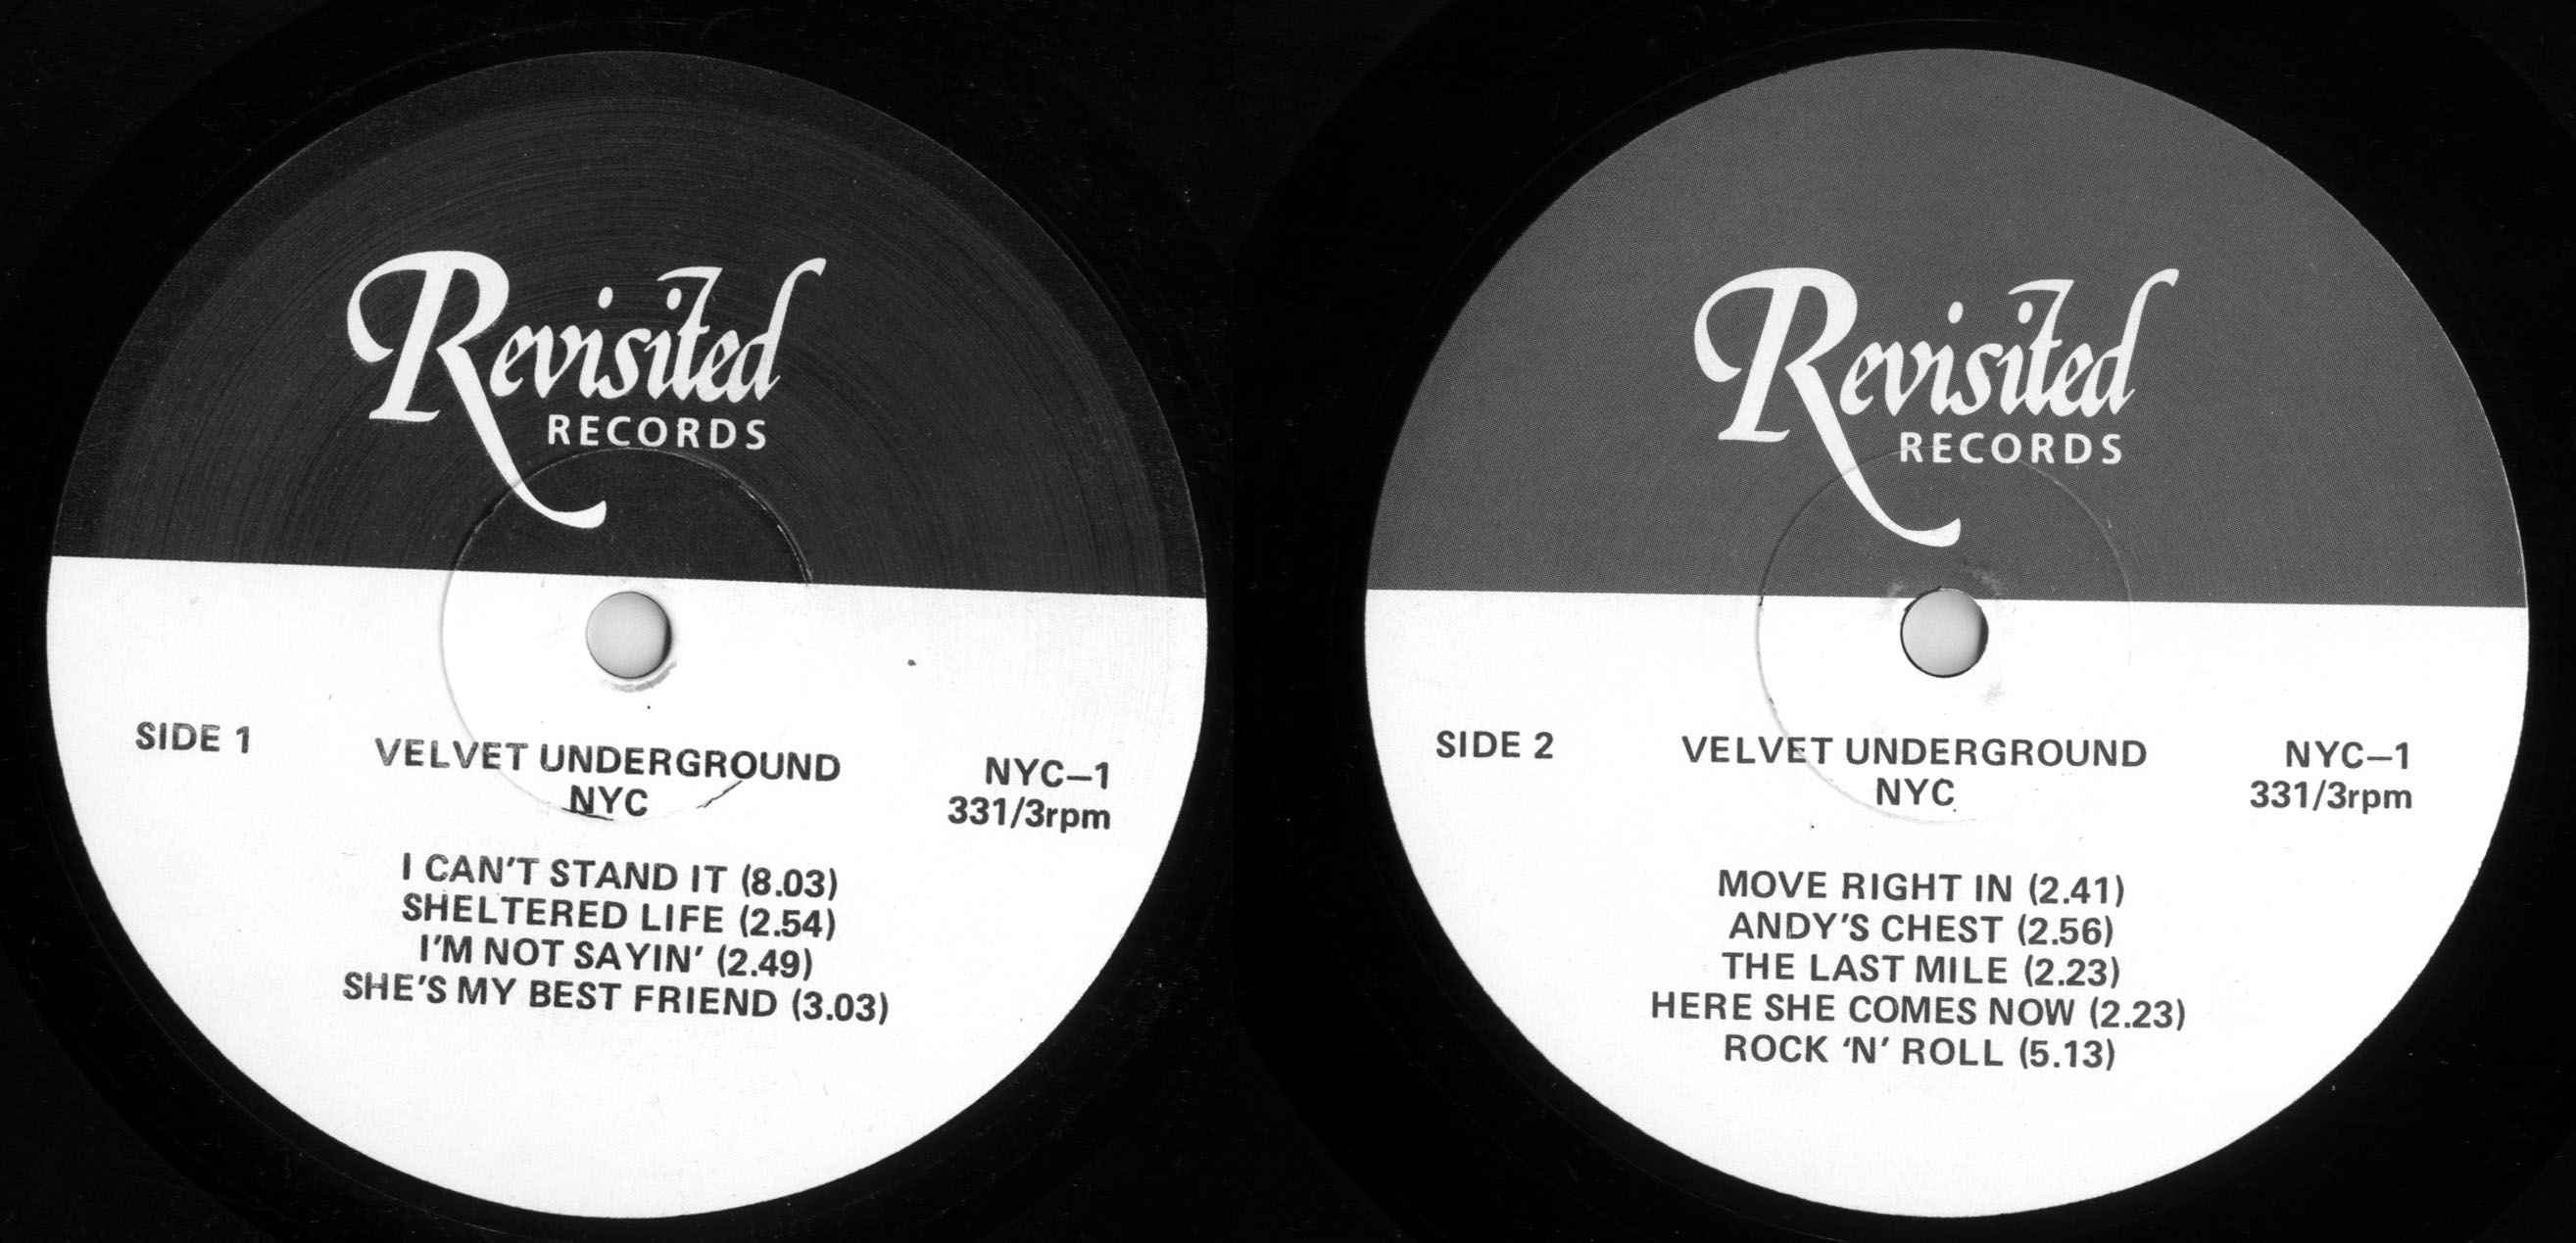 Revisited
RECORDS
SIDE 1
VELVET UNDERGROUND
NYC
NYC–1
331/3rpm
I CAN'T STAND IT (8.03)
SHELTERED LIFE (2.54)
I'M NOT SAYIN' (2.49)
SHE'S MY BEST FRIEND (3.03)
Revisited
RECORDS
SIDE 2
VELVET UNDERGROUND
NYC
NYC–1
331/3rpm
MOVE RIGHT IN (2.41)
ANDY'S CHEST (2.56)
THE LAST MILE (2.23)
HERE SHE COMES NOW (2.23)
ROCK 'N' ROLL (5.13)